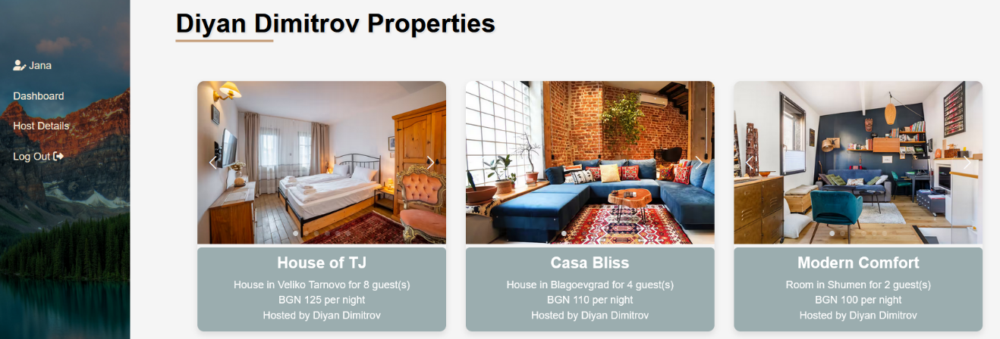 Diyan Dimitrov Properties
Jana
Dashboard
Host Details
Log Out
House of TJ
House in Veliko Tarnovo for 8 guest(s)
BGN 125 per night
Hosted by Diyan Dimitrov
Casa Bliss
House in Blagoevgrad for 4 guest(s)
BGN 110 per night
Hosted by Diyan Dimitrov
Modern Comfort
Room in Shumen for 2 guest(s)
BGN 100 per night
Hosted by Diyan Dimitrov